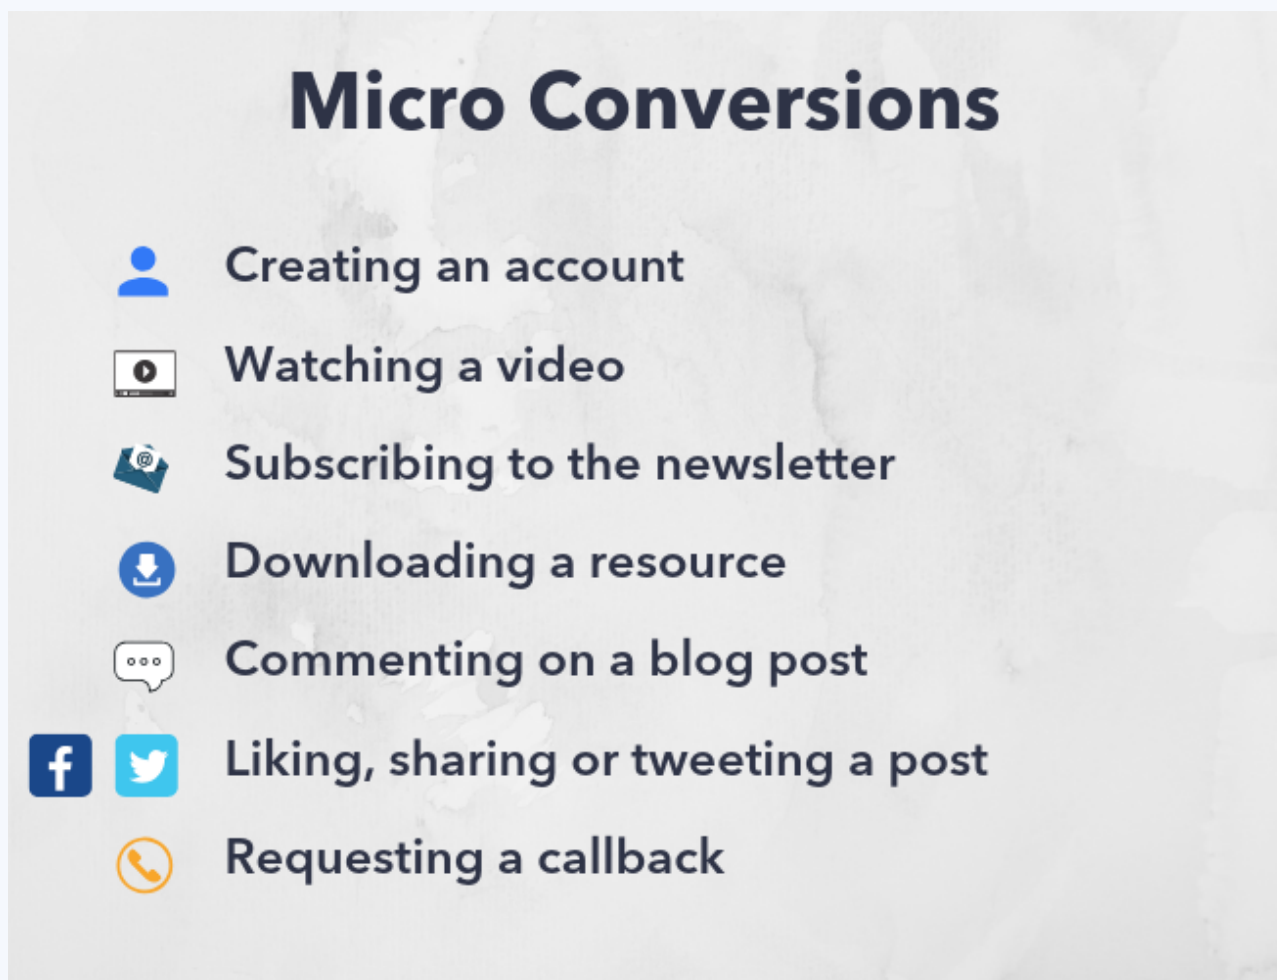 Micro Conversions
Creating an account
Watching a video
Subscribing to the newsletter
Downloading a resource
Commenting on a blog post
Liking, sharing or tweeting a post
Requesting a callback